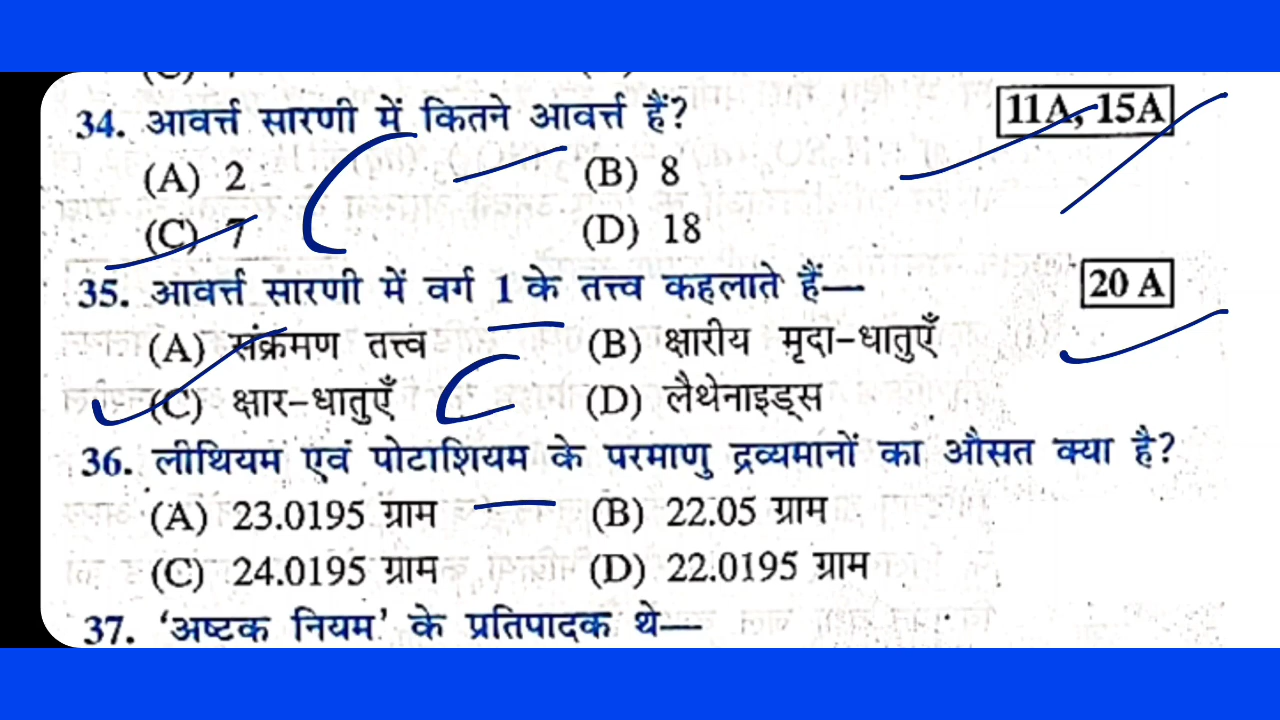 34. आवर्त्त सारणी में कितने आवर्त्त हैं? 11A, 15A
(A) 2 (B) 8
(C) 7 (D) 18
35. आवर्त्त सारणी में वर्ग 1 के तत्त्व कहलाते हैं— 20 A
(A) संक्रमण तत्त्व (B) क्षारीय मृदा-धातुएँ
(C) क्षार-धातुएँ (D) लैथेनाइड्स
36. लीथियम एवं पोटाशियम के परमाणु द्रव्यमानों का औसत क्या है?
(A) 23.0195 ग्राम (B) 22.05 ग्राम
(C) 24.0195 ग्राम (D) 22.0195 ग्राम
37. 'अष्टक नियम' के प्रतिपादक थे—